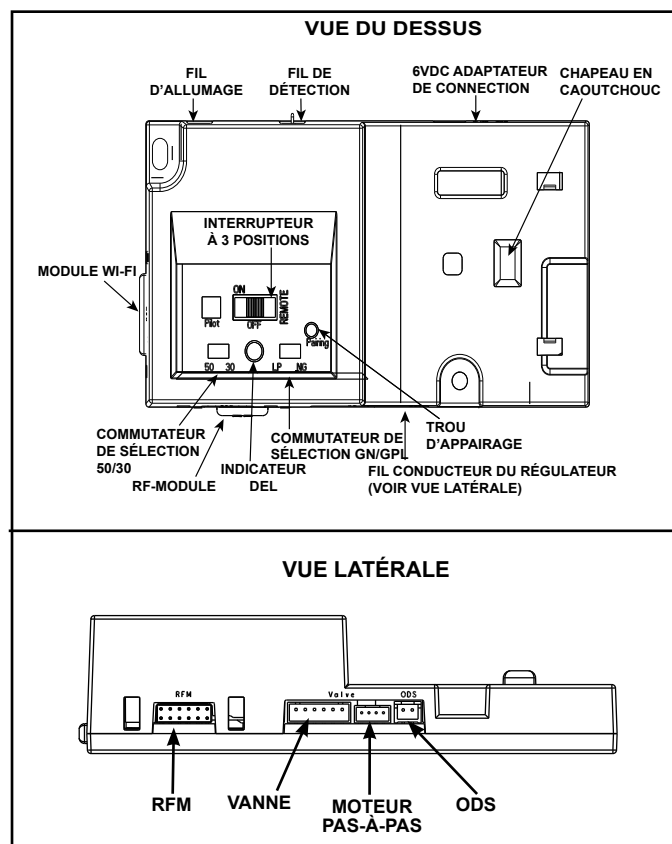 VUE DU DESSUS
FIL
D'ALLUMAGE
FIL DE
DÉTECTION
6VDC ADAPTATEUR
DE CONNECTION
CHAPEAU EN
CAOUTCHOUC
INTERRUPTEUR
À 3 POSITIONS
MODULE WI-FI
ON
OFF
REMOTE
Pilot
Pairing
50 30
LP NG
COMMUTATEUR
DE SÉLECTION
50/30
RF-MODULE
INDICATEUR
DEL
COMMUTATEUR DE
SÉLECTION GN/GPL
TROU
D'APPAIRAGE
FIL CONDUCTEUR DU RÉGULATEUR
(VOIR VUE LATÉRALE)
VUE LATÉRALE
RFM
Valve
ODS
RFM
VANNE
MOTEUR
PAS-À-PAS
ODS